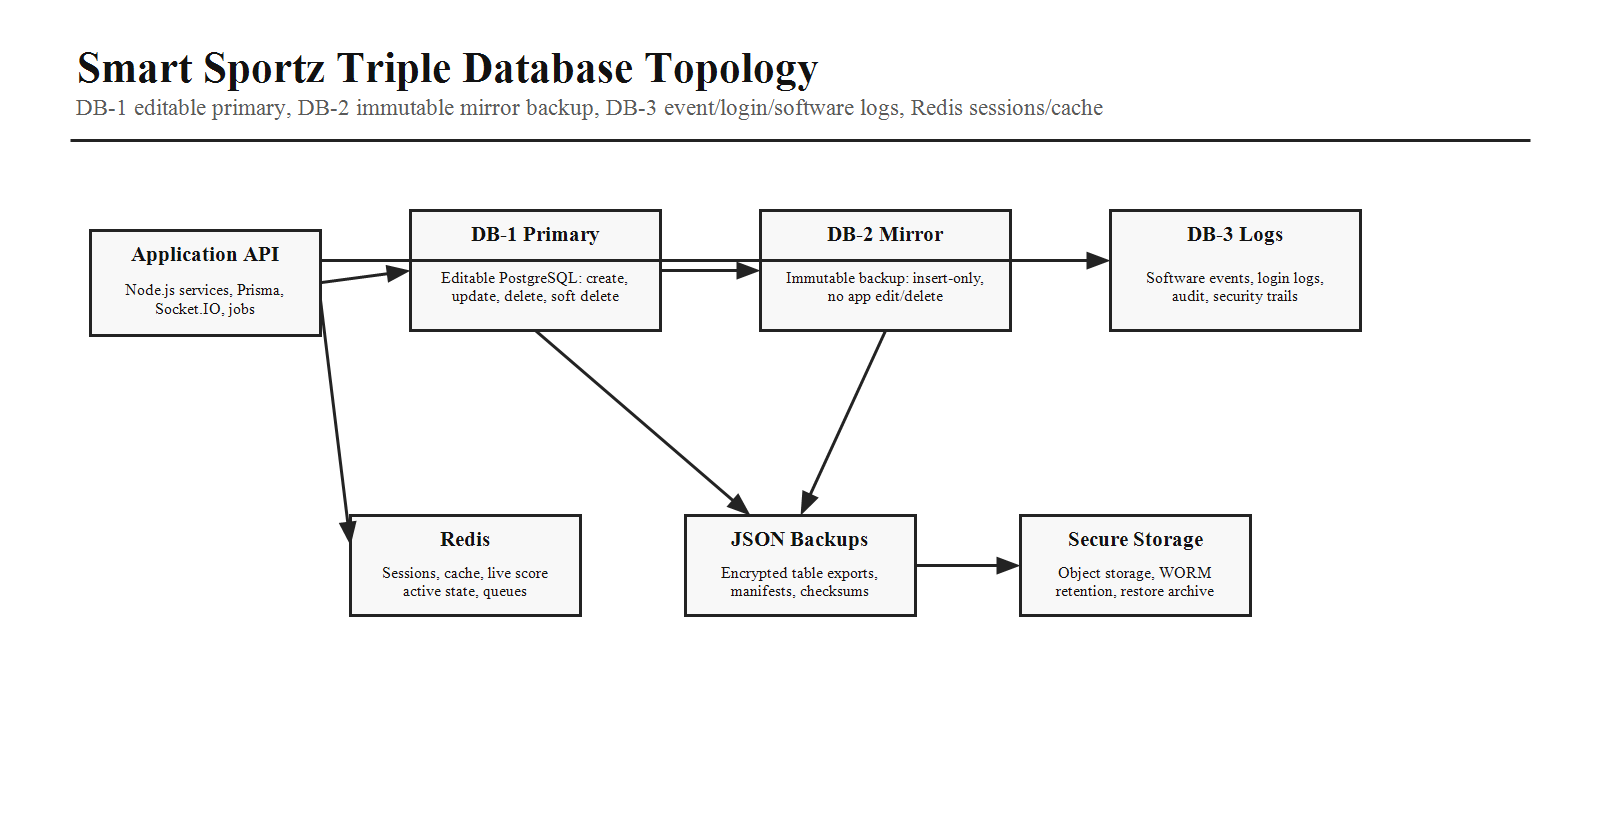 Smart Sportz Triple Database Topology
DB-1 editable primary, DB-2 immutable mirror backup, DB-3 event/login/software logs, Redis sessions/cache
Application API
Node.js services, Prisma,
Socket.IO, jobs
DB-1 Primary
Editable PostgreSQL: create,
update, delete, soft delete
DB-2 Mirror
Immutable backup: insert-only,
no app edit/delete
DB-3 Logs
Software events, login logs,
audit, security trails
Redis
Sessions, cache, live score
active state, queues
JSON Backups
Encrypted table exports,
manifests, checksums
Secure Storage
Object storage, WORM
retention, restore archive